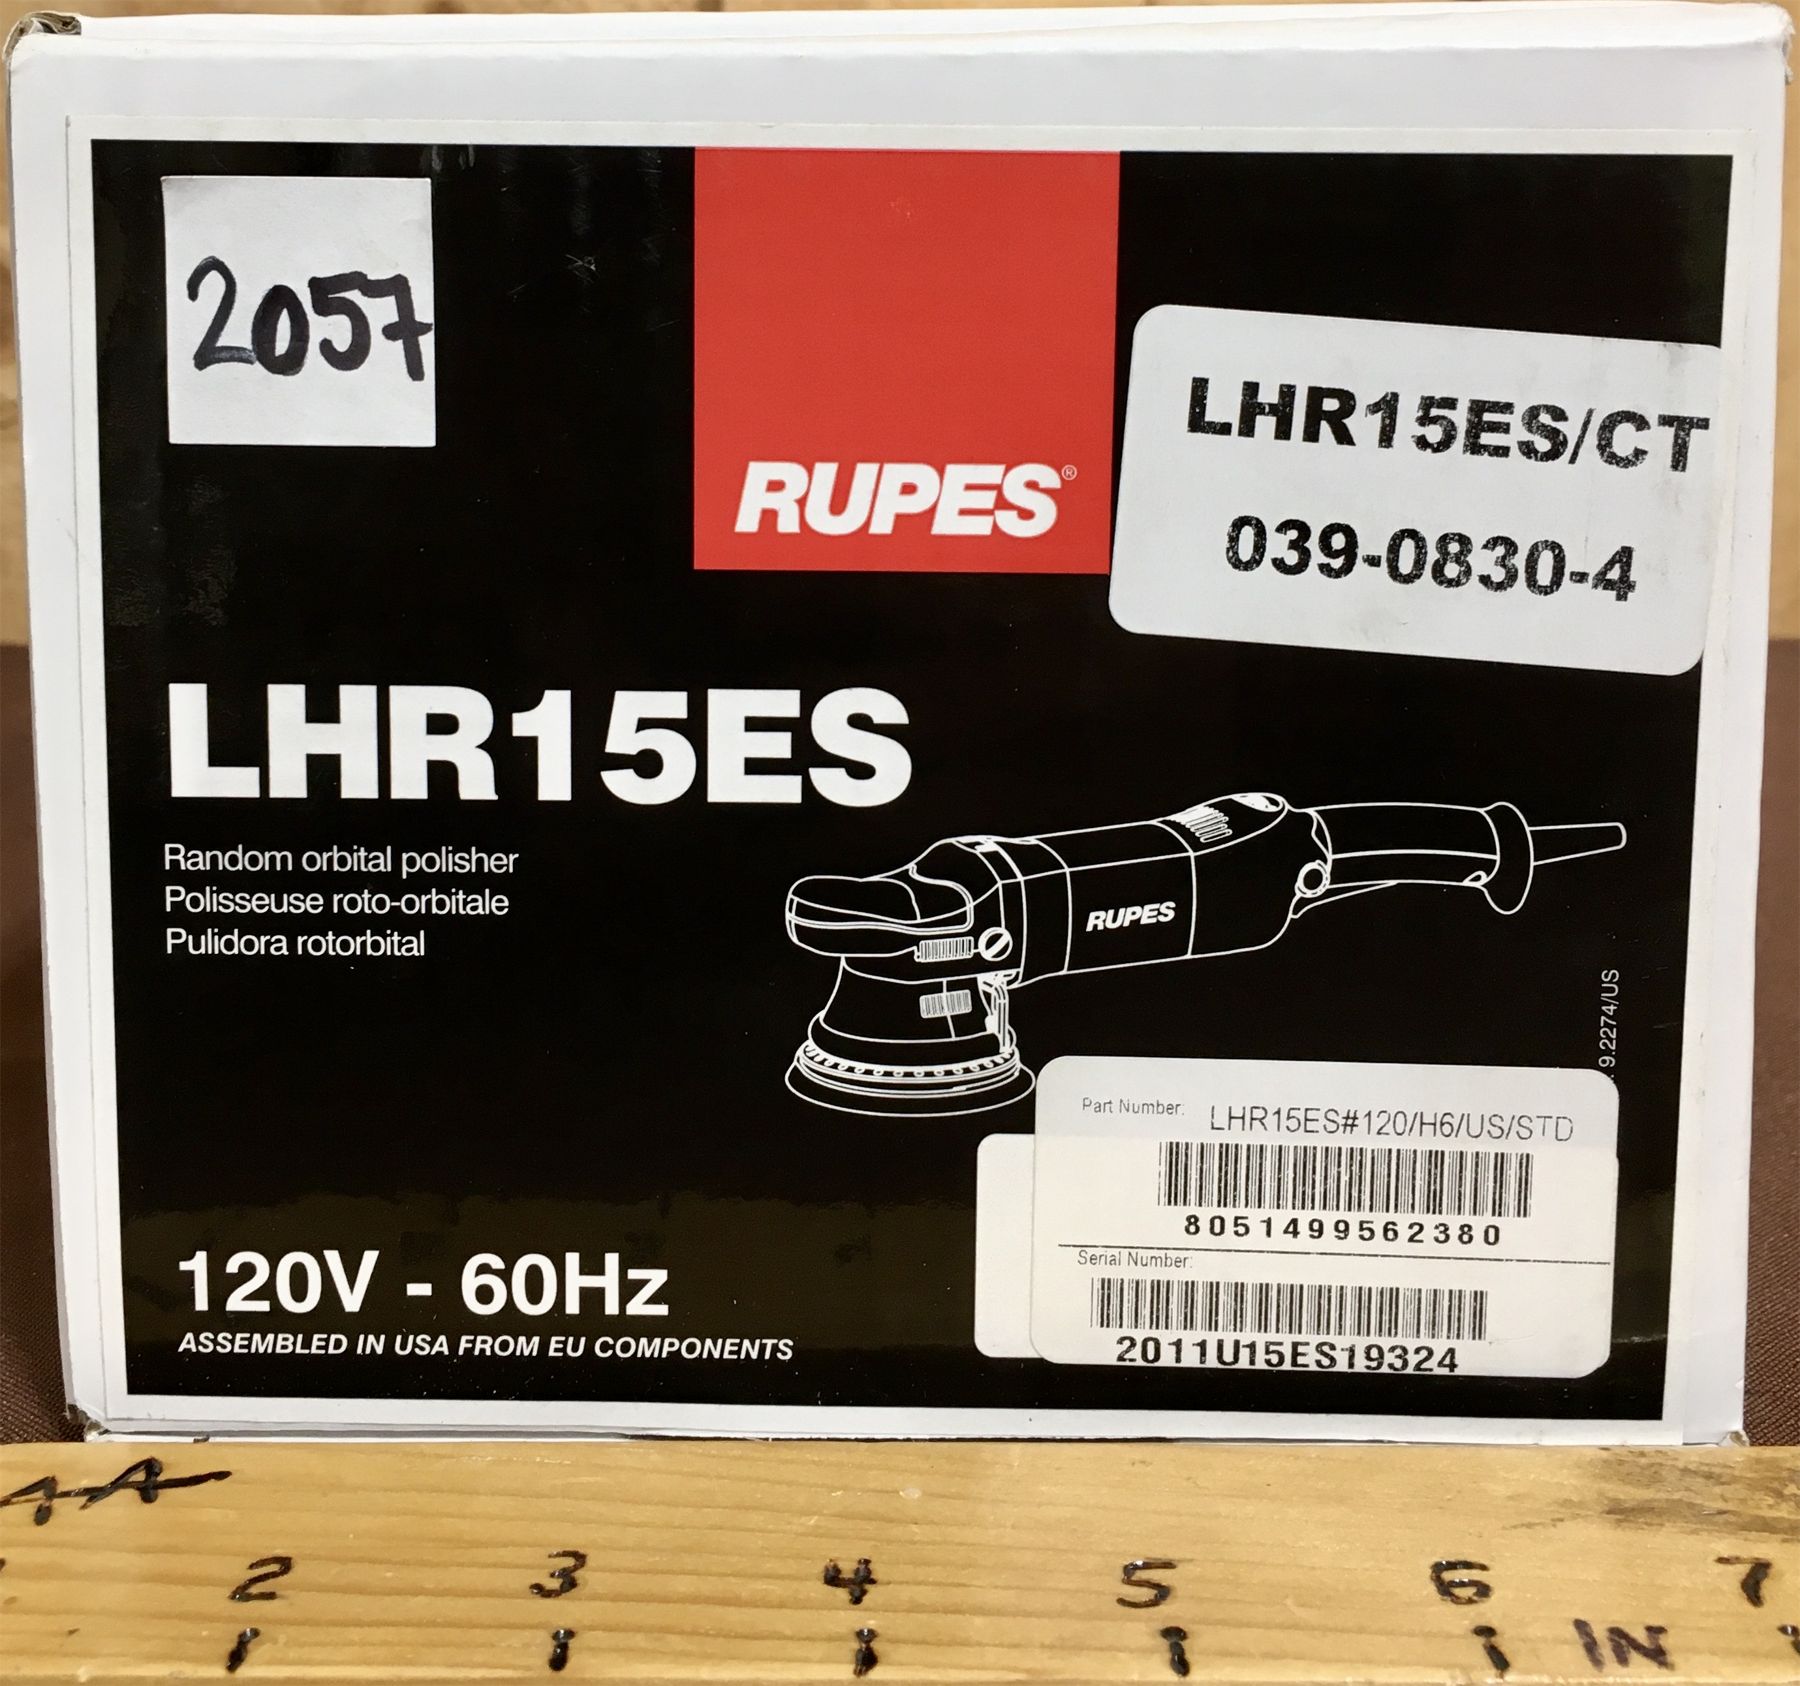 2057
RUPES®
LHR15ES/CT
039-0830-4
LHR15ES
Random orbital polisher
Polisseuse roto-orbitale
Pulidora rotorbital
RUPES
9.2274/US
Part Number: LHR15ES#120/H6/US/STD
8051499562380
Serial Number:
2011U15ES19324
120V - 60Hz
ASSEMBLED IN USA FROM EU COMPONENTS
2 3 4 5 6 7
IN